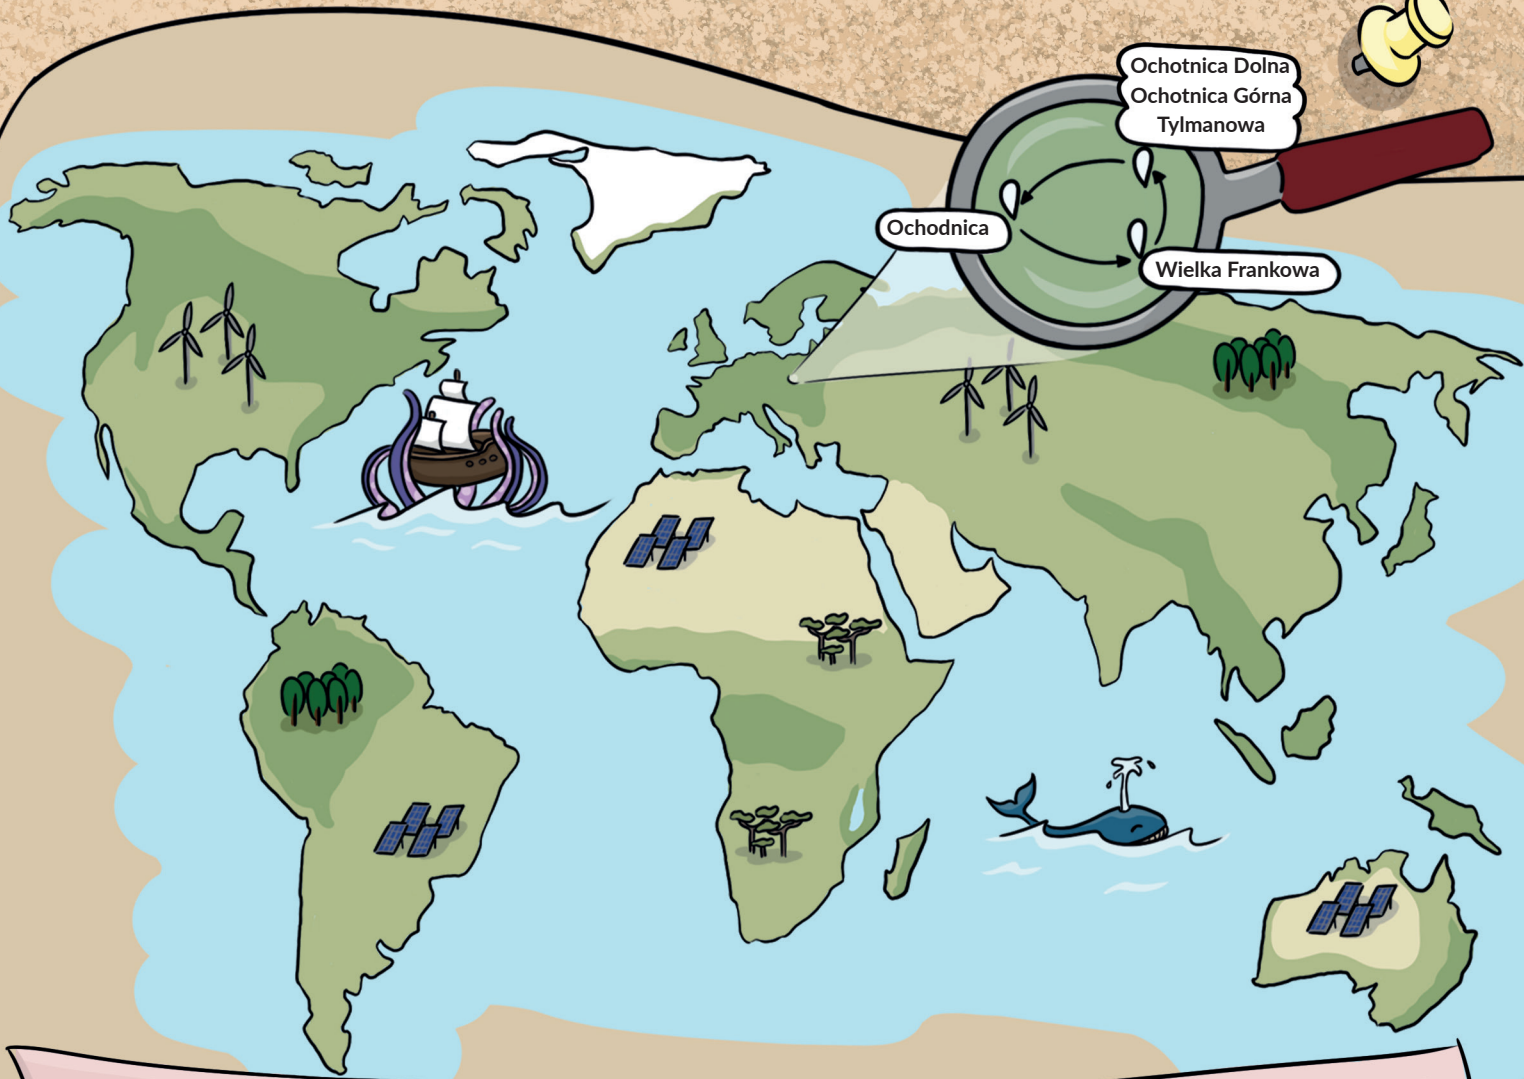 Ochotnica Dolna
Ochotnica Górna
Tylmanowa
Ochodnica
Wielka Frankowa